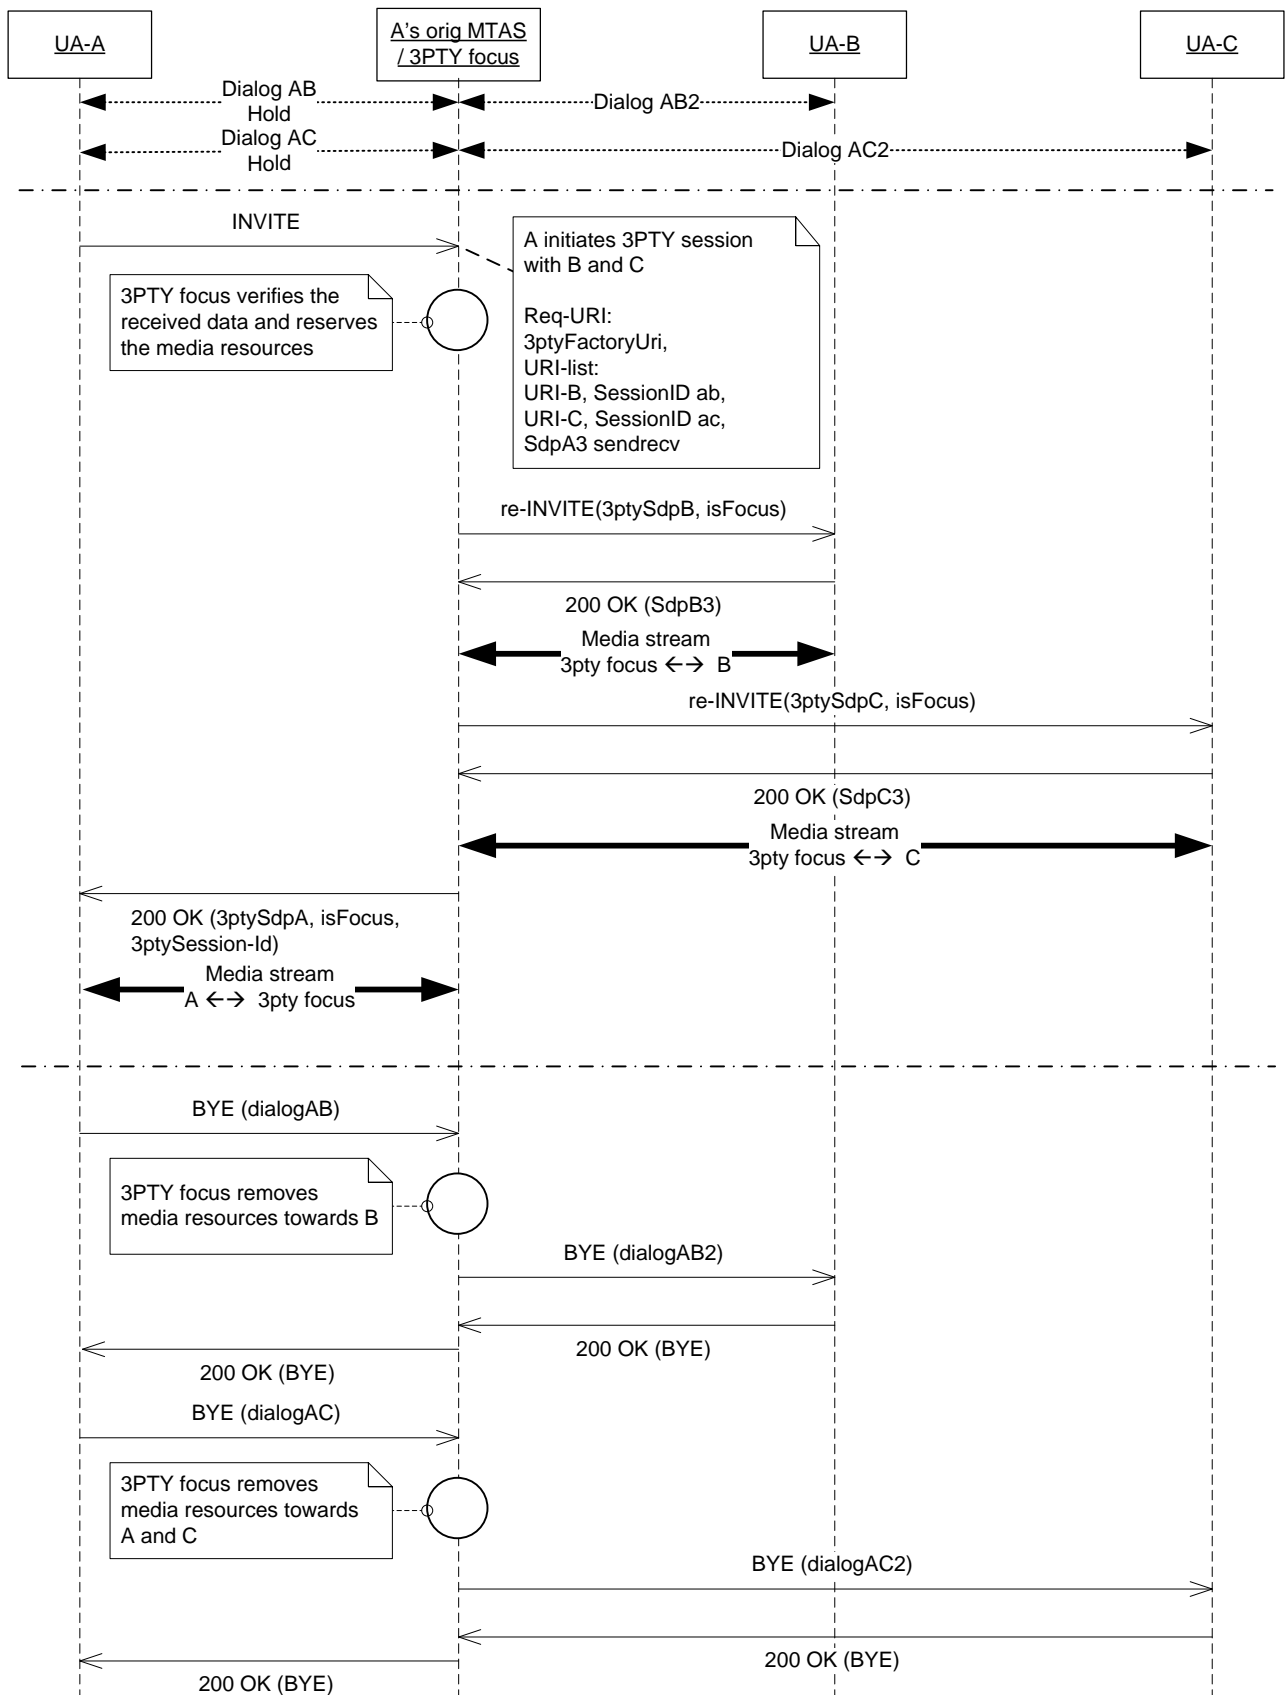 UA-A
A's orig MTAS
/ 3PTY focus
UA-B
UA-C
Dialog AB
Hold
Dialog AB2
Dialog AC
Hold
Dialog AC2
INVITE
A initiates 3PTY session
with B and C
Req-URI:
3ptyFactoryUri,
URI-list:
URI-B, SessionID ab,
URI-C, SessionID ac,
SdpA3 sendrecv
3PTY focus verifies the
received data and reserves
the media resources
re-INVITE(3ptySdpB, isFocus)
200 OK (SdpB3)
Media stream
3pty focus ←→ B
re-INVITE(3ptySdpC, isFocus)
200 OK (SdpC3)
Media stream
3pty focus ←→ C
200 OK (3ptySdpA, isFocus,
3ptySession-Id)
Media stream
A ←→ 3pty focus
BYE (dialogAB)
3PTY focus removes
media resources towards B
BYE (dialogAB2)
200 OK (BYE)
200 OK (BYE)
BYE (dialogAC)
3PTY focus removes
media resources towards
A and C
BYE (dialogAC2)
200 OK (BYE)
200 OK (BYE)